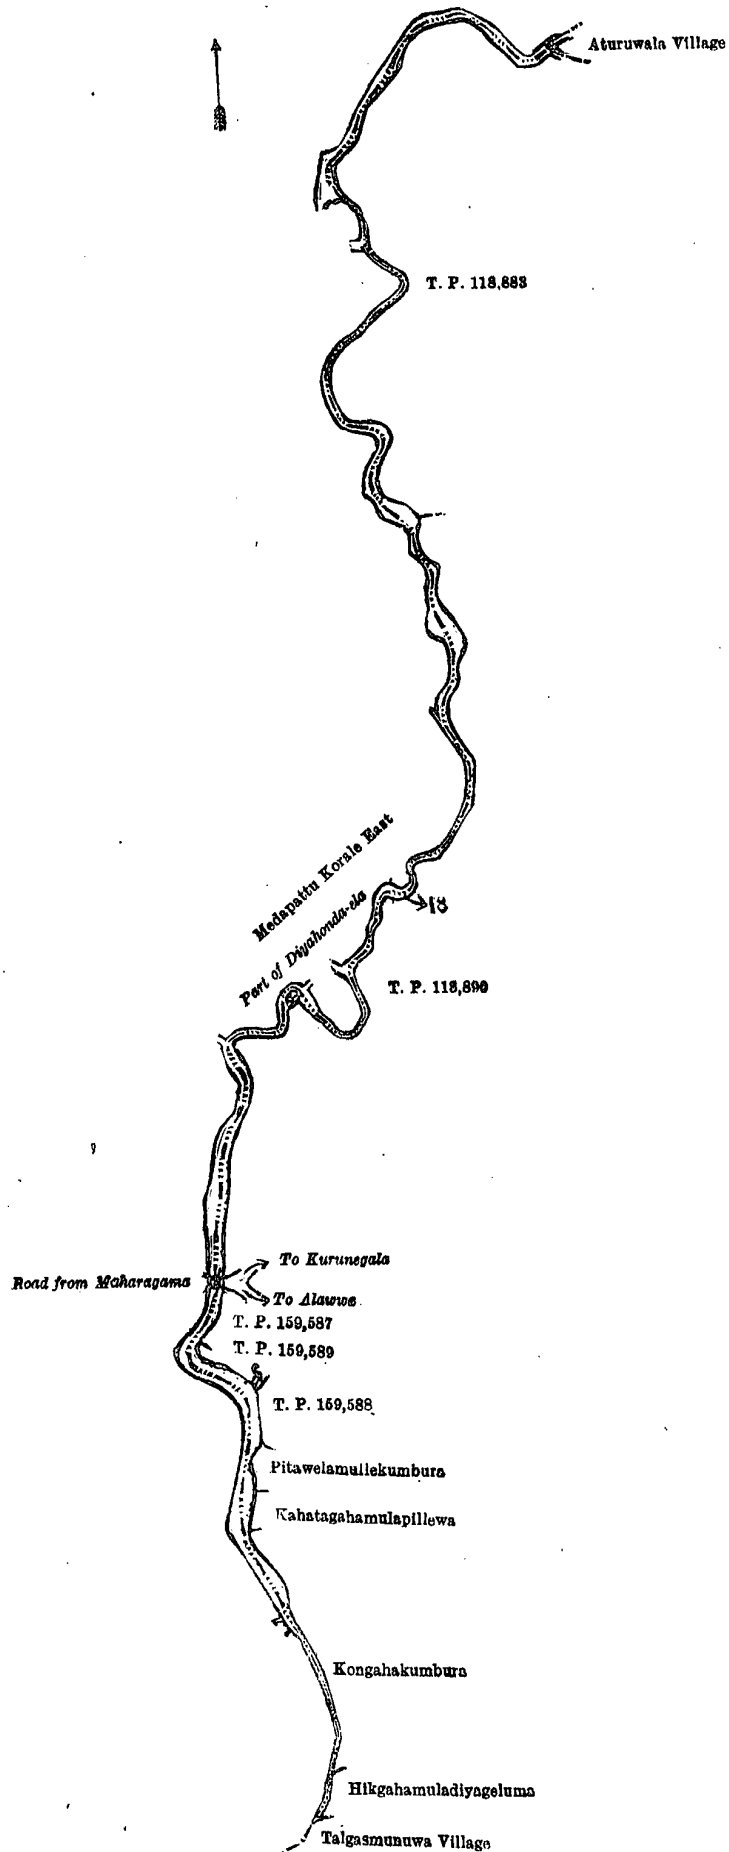 Aturuwala Village
T. P. 118,883
Medapattu Korale East
Part of Diyahonda-ela
18
T. P. 118,890
To Kurunegala
Road from Maharagama
To Alawwa
T. P. 159,587
T. P. 159,589
T. P. 159,588
Pitawelamullekumbura
Kahatagahamulapillewa
Kongahakumbura
Hikgahamuladiyageluma
Talgasmunuwa Village